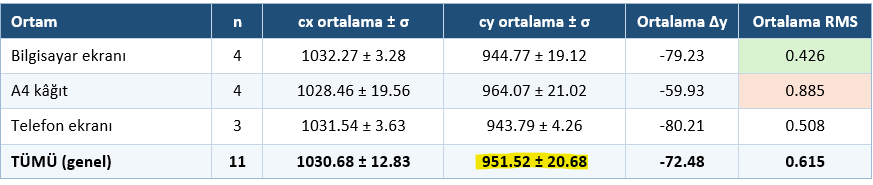 Ortam n cx ortalama ± σ cy ortalama ± σ Ortalama Δy Ortalama RMS
Bilgisayar ekranı 4 1032.27 ± 3.28 944.77 ± 19.12 -79.23 0.426
A4 kâğıt 4 1028.46 ± 19.56 964.07 ± 21.02 -59.93 0.885
Telefon ekranı 3 1031.54 ± 3.63 943.79 ± 4.26 -80.21 0.508
TÜMÜ (genel) 11 1030.68 ± 12.83 951.52 ± 20.68 -72.48 0.615